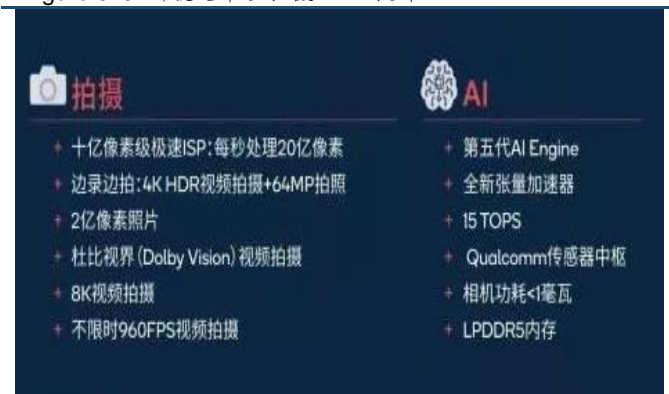 拍摄
十亿像素级极速ISP:每秒处理20亿像素
边录边拍:4K HDR视频拍摄+64MP拍照
2亿像素照片
杜比视界(Dolby Vision)视频拍摄
8K视频拍摄
不限时960FPS视频拍摄
AI
第五代AI Engine
全新张量加速器
15 TOPS
Qualcomm传感器中枢
相机功耗<1毫瓦
LPDDR5内存